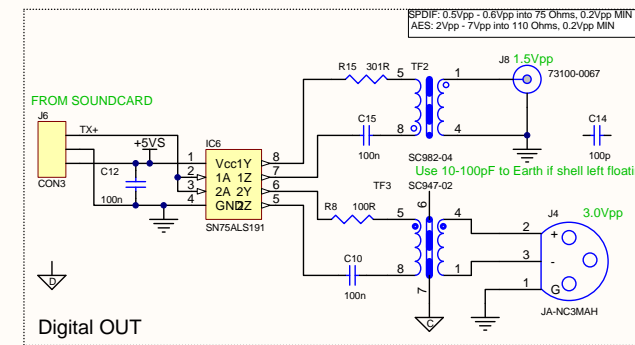 SPDIF: 0.5Vpp - 0.6Vpp into 75 Ohms, 0.2Vpp MIN
AES: 2Vpp - 7Vpp into 110 Ohms, 0.2Vpp MIN
J8 1.5Vpp
R15 301R 5 TF2 1
73100-0067
FROM SOUNDCARD
J6
TX+
+5VS
IC6
C15
8 4
C14
100n
100p
C12
1 Vcc 1Y 8
2 1A 1Z 7
3 2A 2Y 6
4 GND 2Z 5
SC982-04
Use 10-100pF to Earth if shell left floati
CON3
100n
TF3 SC947-02
SN75ALS191
R8 100R 5 6 4
J4 3.0Vpp
2 +
C10
8 1
3 -
100n
7
1 G
JA-NC3MAH
D
C
Digital OUT